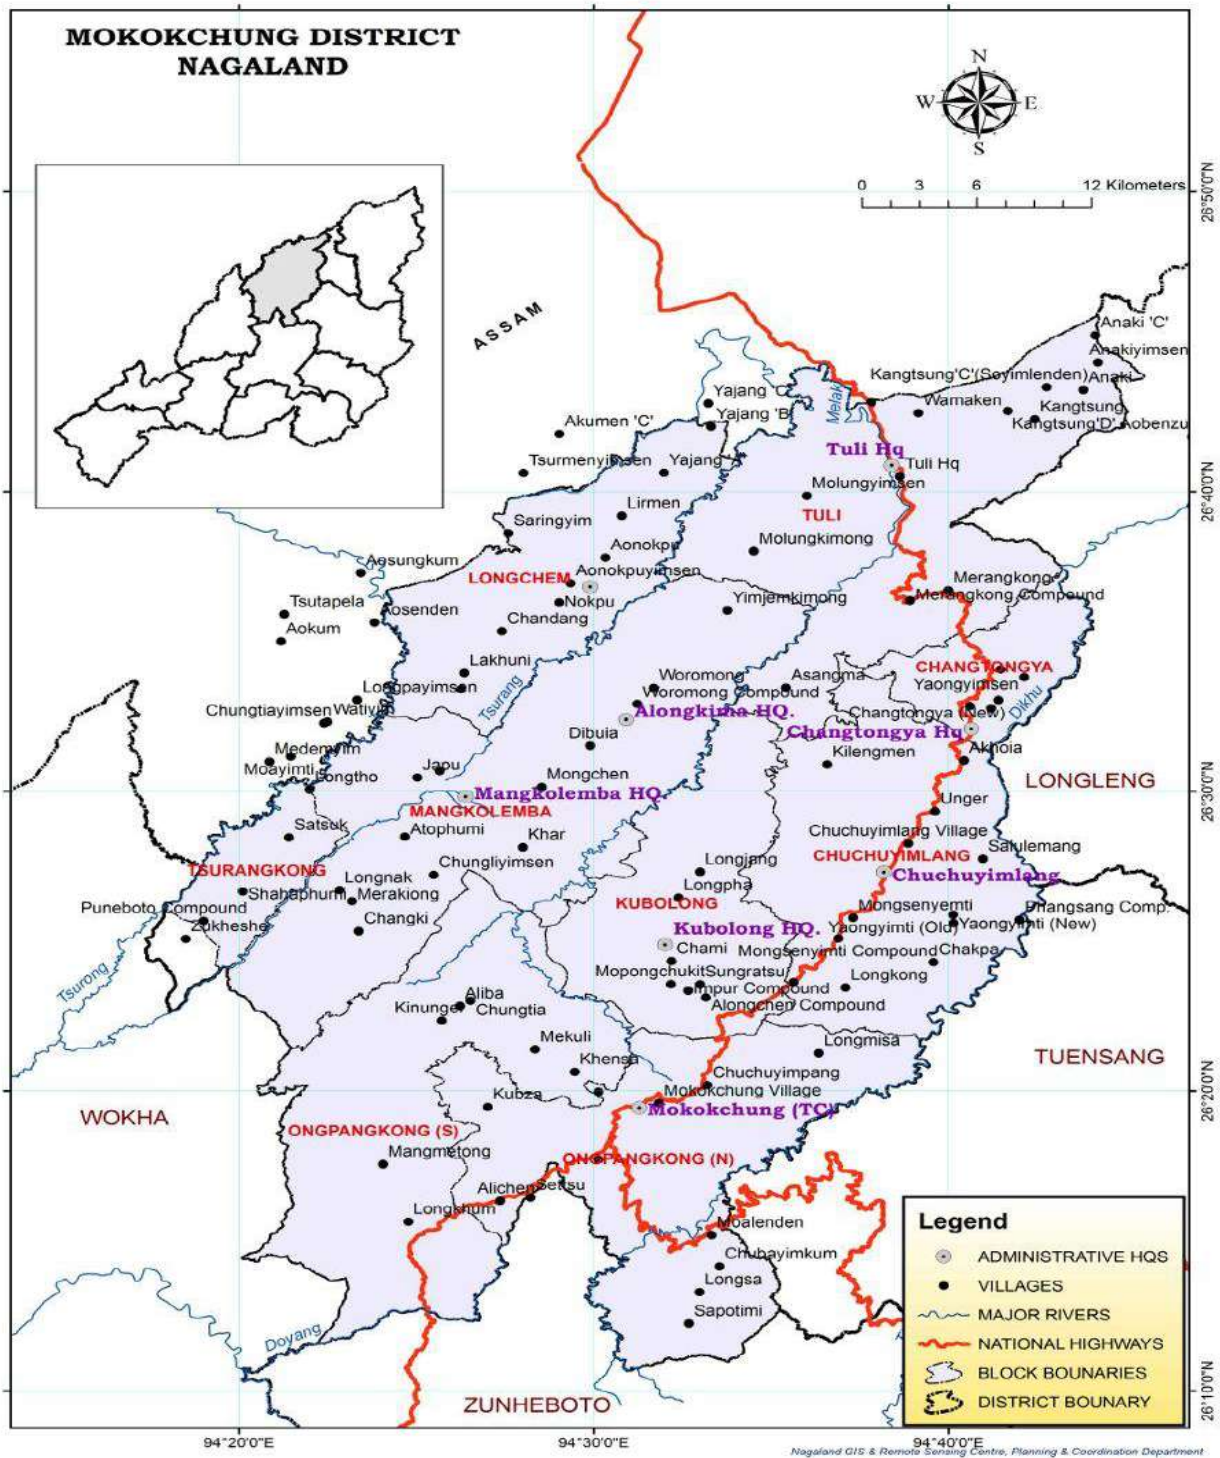 MOKOKCHUNG DISTRICT
NAGALAND
N
W E
S
0 3 6 12 Kilometers
26°50'0"N
ASSAM
Anaki 'C'
Anakiyimsen
Kangtsung'C'(Soyimlenden)
Anaki
Yajang 'C'
Melak
Wamaken
Kangtsung
Yajang 'B'
Kangtsung'D' Aobenzu
Akumen 'C'
Tuli Hq
Tsurmenyimsen
Yajang 'A'
Tuli Hq
Molungyimsen
26°40'0"N
Lirmen
TULI
Saringyim
Molungkimong
Aonokpu
Aosungkum
LONGCHEM
Aonokpuyimsen
Merangkong
Tsutapela
Nokpu
Yimjemkimong
Merangkong Compound
Aosenden
Chandang
Aokum
CHANGTONGYA
Lakhuni
Woromong
Asangma
Yaongyimsen
Longpayimsen
Woromong Compound
Tsurang
Dikhu
Chungtiayimsen
Watiyim
Alongkima HQ.
Changtongya (New)
Dibuia
Changtongya Hq
Medemyim
Kilengmen
Akhoia
Moayimti
Longtho
Japu
Mongchen
LONGLENG
Mangkolemba HQ.
26°30'0"N
MANGKOLEMBA
Unger
Satsuk
Atophumi
Khar
Chuchuyimlang Village
Salulemang
Chungliyimsen
Longjang
CHUCHUYIMLANG
TSURANGKONG
Longnak
Longpha
Chuchuyimlang
Shahaphumi
Merakiong
KUBOLONG
Puneboto Compound
Mongsenyemti
Phangsang Comp.
Zukheshe
Changki
Kubolong HQ.
Yaongyimti (Old)
Yaongyimti (New)
Chami
Mongsenyimti Compound
Chakpa
Tsurong
Mopongchukit
Sungratsu
Longkong
Impur Compound
Aliba
Alongchen Compound
Kinunger
Chungtia
Mekuli
Longmisa
TUENSANG
Khensa
Chuchuyimpang
Kubza
Mokokchung Village
26°20'0"N
WOKHA
Mokokchung (TC)
ONGPANGKONG (S)
Mangmetong
ONGPANGKONG (N)
Alichen
Settsu
Longkhum
Moalenden
Chubayimkum
Longsa
Sapotimi
Doyang
ZUNHEBOTO
26°10'0"N
Legend
ADMINISTRATIVE HQS
VILLAGES
MAJOR RIVERS
NATIONAL HIGHWAYS
BLOCK BOUNARIES
DISTRICT BOUNARY
94°20'0"E 94°30'0"E 94°40'0"E
Nagaland GIS & Remote Sensing Centre, Planning & Coordination Department